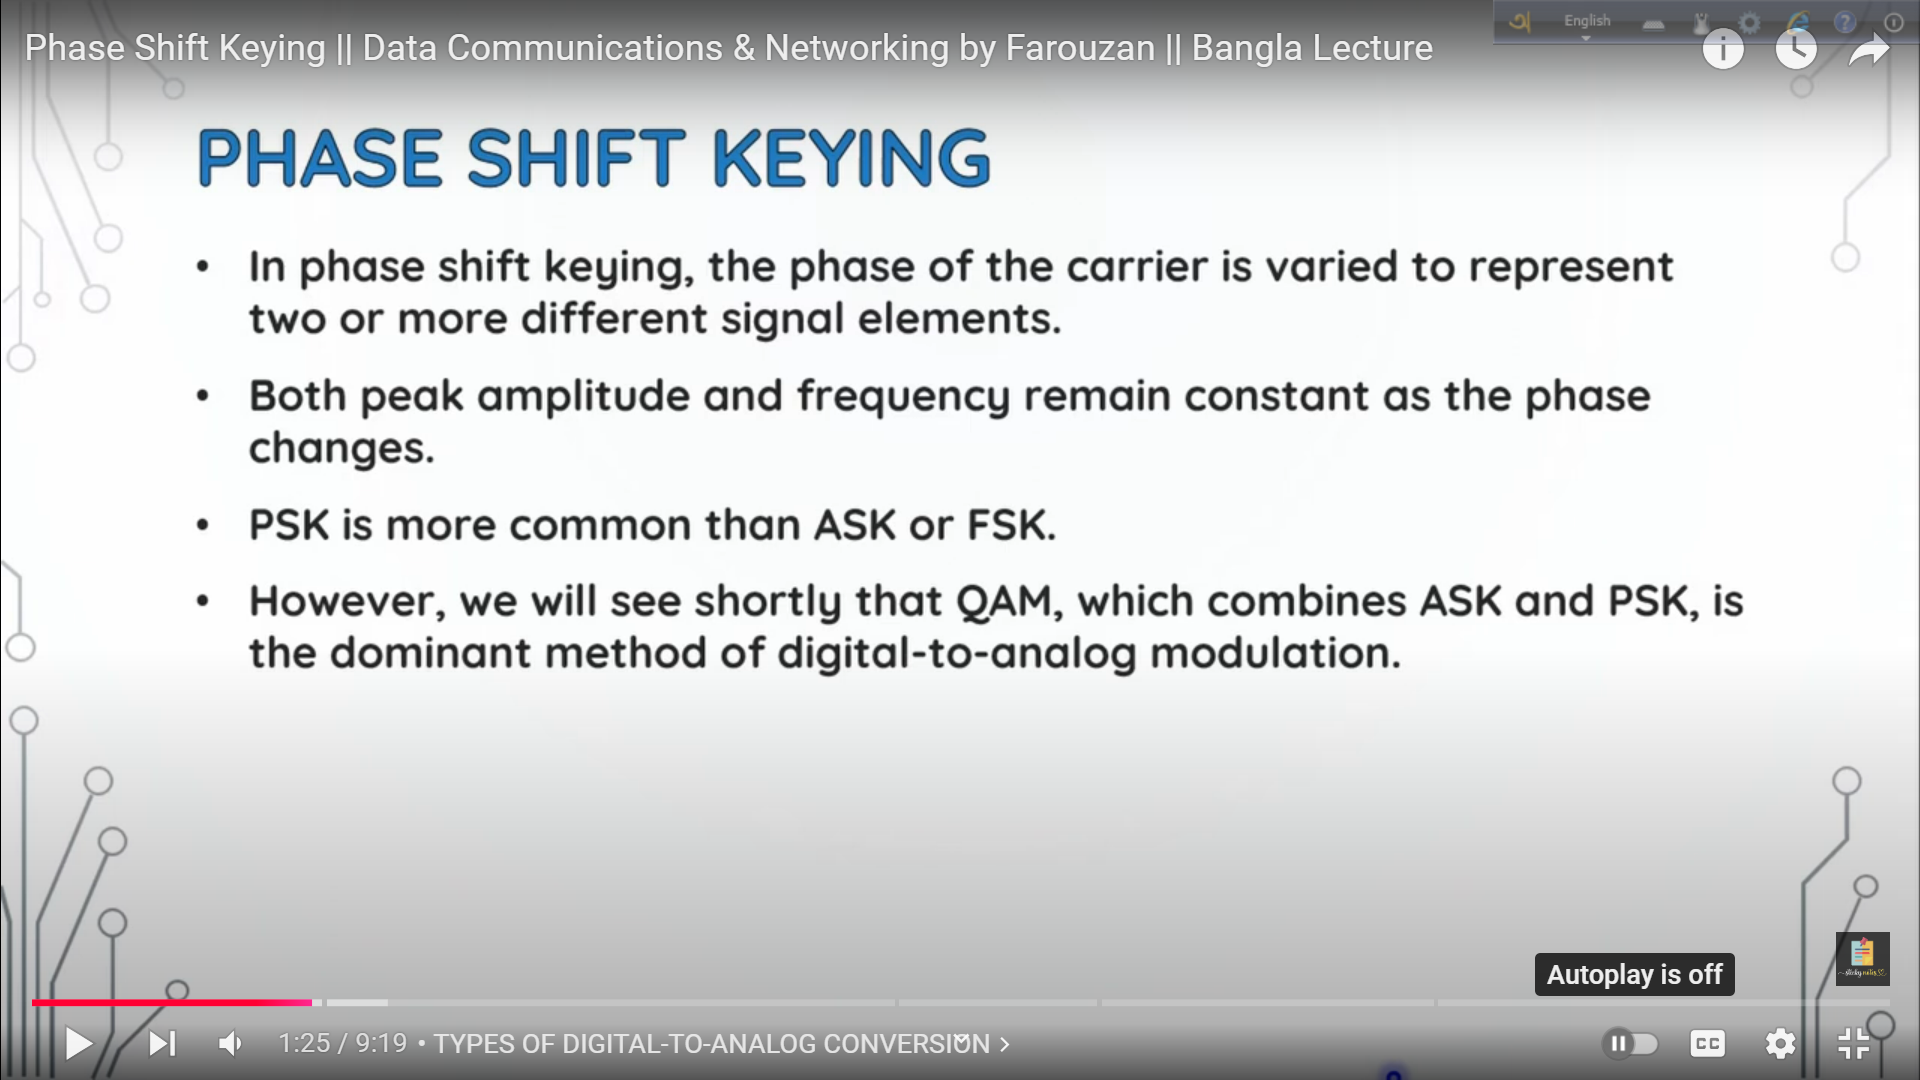 English
Phase Shift Keying || Data Communications & Networking by Farouzan || Bangla Lecture
PHASE SHIFT KEYING
• In phase shift keying, the phase of the carrier is varied to represent
two or more different signal elements.
• Both peak amplitude and frequency remain constant as the phase
changes.
• PSK is more common than ASK or FSK.
• However, we will see shortly that QAM, which combines ASK and PSK, is
the dominant method of digital-to-analog modulation.
Autoplay is off
1:25 / 9:19 • TYPES OF DIGITAL-TO-ANALOG CONVERSION
CC